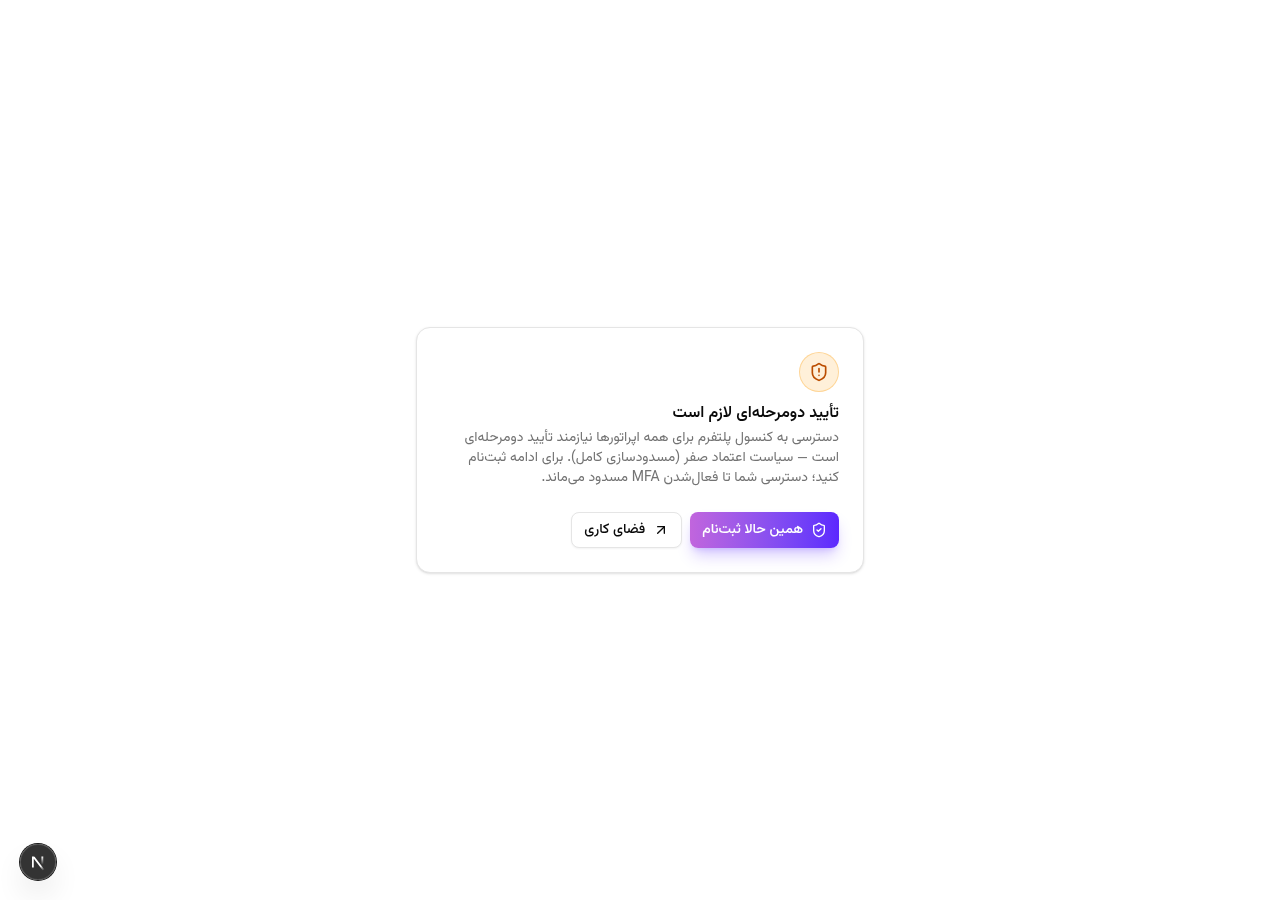 تأیید دومرحله‌ای لازم است
دسترسی به کنسول پلتفرم برای همه اپراتورها نیازمند تأیید دومرحله‌ای
است — سیاست اعتماد صفر (مسدودسازی کامل). برای ادامه ثبت‌نام
کنید؛ دسترسی شما تا فعال‌شدن MFA مسدود می‌ماند.
همین حالا ثبت‌نام
فضای کاری
N